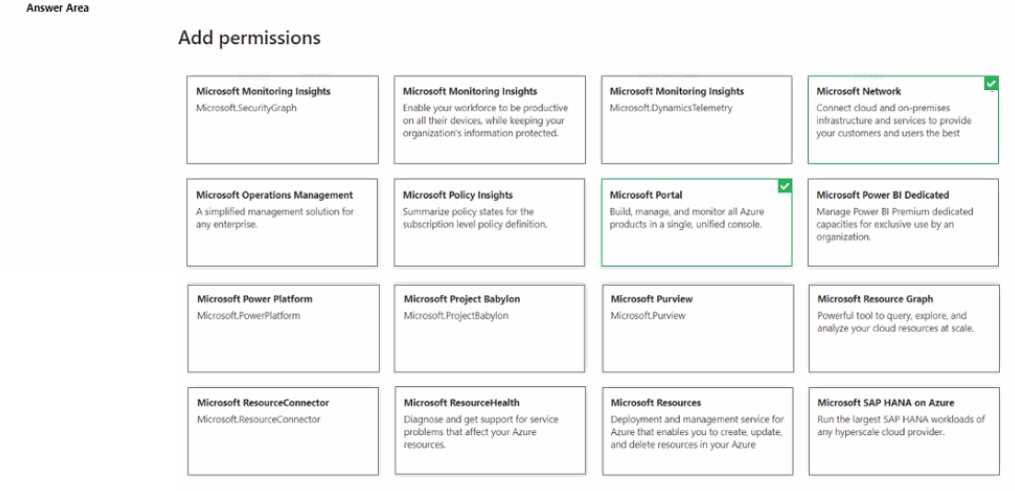 Answer Area
Add permissions
Microsoft Monitoring Insights
Microsoft.SecurityGraph
Microsoft Monitoring Insights
Enable your workforce to be productive
on all their devices, while keeping your
organization's information protected.
Microsoft Monitoring Insights
Microsoft.DynamicsTelemetry
Microsoft Network
Connect cloud and on-premises
infrastructure and services to provide
your customers and users the best
Microsoft Operations Management
A simplified management solution for
any enterprise.
Microsoft Policy Insights
Summarize policy states for the
subscription level policy definition.
Microsoft Portal
Build, manage, and monitor all Azure
products in a single, unified console.
Microsoft Power BI Dedicated
Manage Power BI Premium dedicated
capacities for exclusive use by an
organization.
Microsoft Power Platform
Microsoft.PowerPlatform
Microsoft Project Babylon
Microsoft.ProjectBabylon
Microsoft Purview
Microsoft.Purview
Microsoft Resource Graph
Powerful tool to query, explore, and
analyze your cloud resources at scale.
Microsoft ResourceConnector
Microsoft.ResourceConnector
Microsoft ResourceHealth
Diagnose and get support for service
problems that affect your Azure
resources.
Microsoft Resources
Deployment and management service for
Azure that enables you to create, update,
and delete resources in your Azure
Microsoft SAP HANA on Azure
Run the largest SAP HANA workloads of
any hyperscale cloud provider.